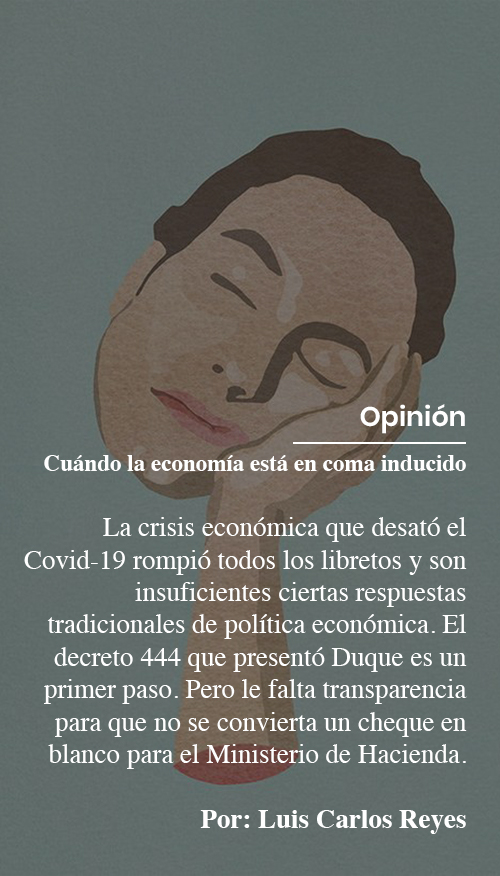 Opinión
Cuándo la economía está en coma inducido
La crisis económica que desató el
Covid-19 rompió todos los libretos y son
insuficientes ciertas respuestas
tradicionales de política económica. El
decreto 444 que presentó Duque es un
primer paso. Pero le falta transparencia
para que no se convierta un cheque en
blanco para el Ministerio de Hacienda.
Por: Luis Carlos Reyes